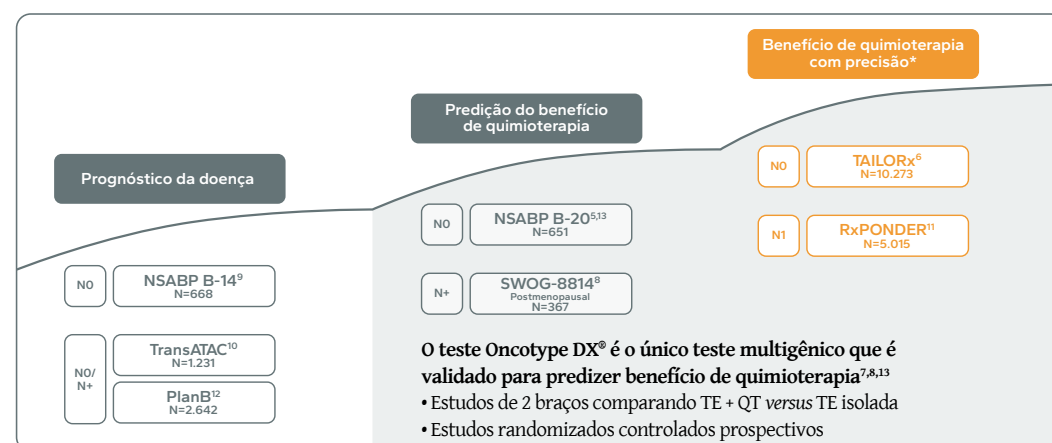 Prognóstico da doença
N0
NSABP B-14⁹
N=668
N0/
N+
TransATAC¹⁰
N=1.231
PlanB¹²
N=2.642
Predição do benefício
de quimioterapia
N0
NSABP B-20⁵,¹³
N=651
N+
SWOG-8814⁸
Postmenopausal
N=367
Benefício de quimioterapia
com precisão*
N0
TAILORx⁶
N=10.273
N1
RxPONDER¹¹
N=5.015
O teste Oncotype DX® é o único teste multigênico que é
validado para predizer benefício de quimioterapia⁷,⁸,¹³
• Estudos de 2 braços comparando TE + QT versus TE isolada
• Estudos randomizados controlados prospectivos